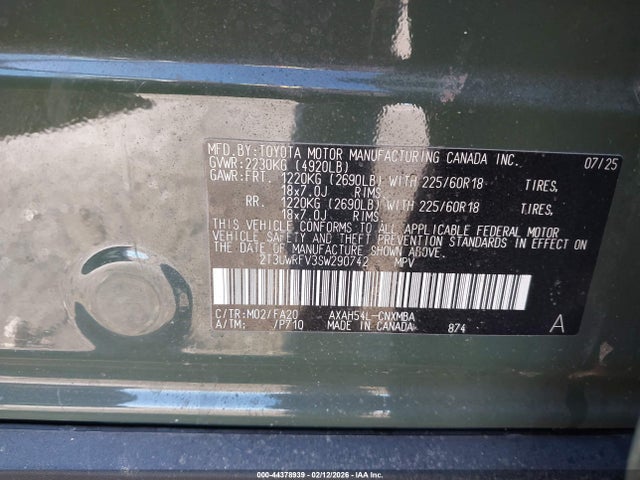 MFD.BY:TOYOTA MOTOR MANUFACTURING CANADA INC. 07/25
GVWR:2230KG (4920LB)
GAWR:FRT. 1220KG (2690LB) WITH 225/60R18 TIRES,
18x7.0J RIMS
RR. 1220KG (2690LB) WITH 225/60R18 TIRES,
18x7.0J RIMS
THIS VEHICLE CONFORMS TO ALL APPLICABLE FEDERAL MOTOR
VEHICLE SAFETY AND THEFT PREVENTION STANDARDS IN EFFECT ON
THE DATE OF MANUFACTURE SHOWN ABOVE.
2T3UWRFV3SW290742 MPV
C/TR:M02/FA20 AXAH54L-CNXMBA
A/TM: /P710 MADE IN CANADA 874 A
000-44378939 - 02/12/2026 - IAA Inc.